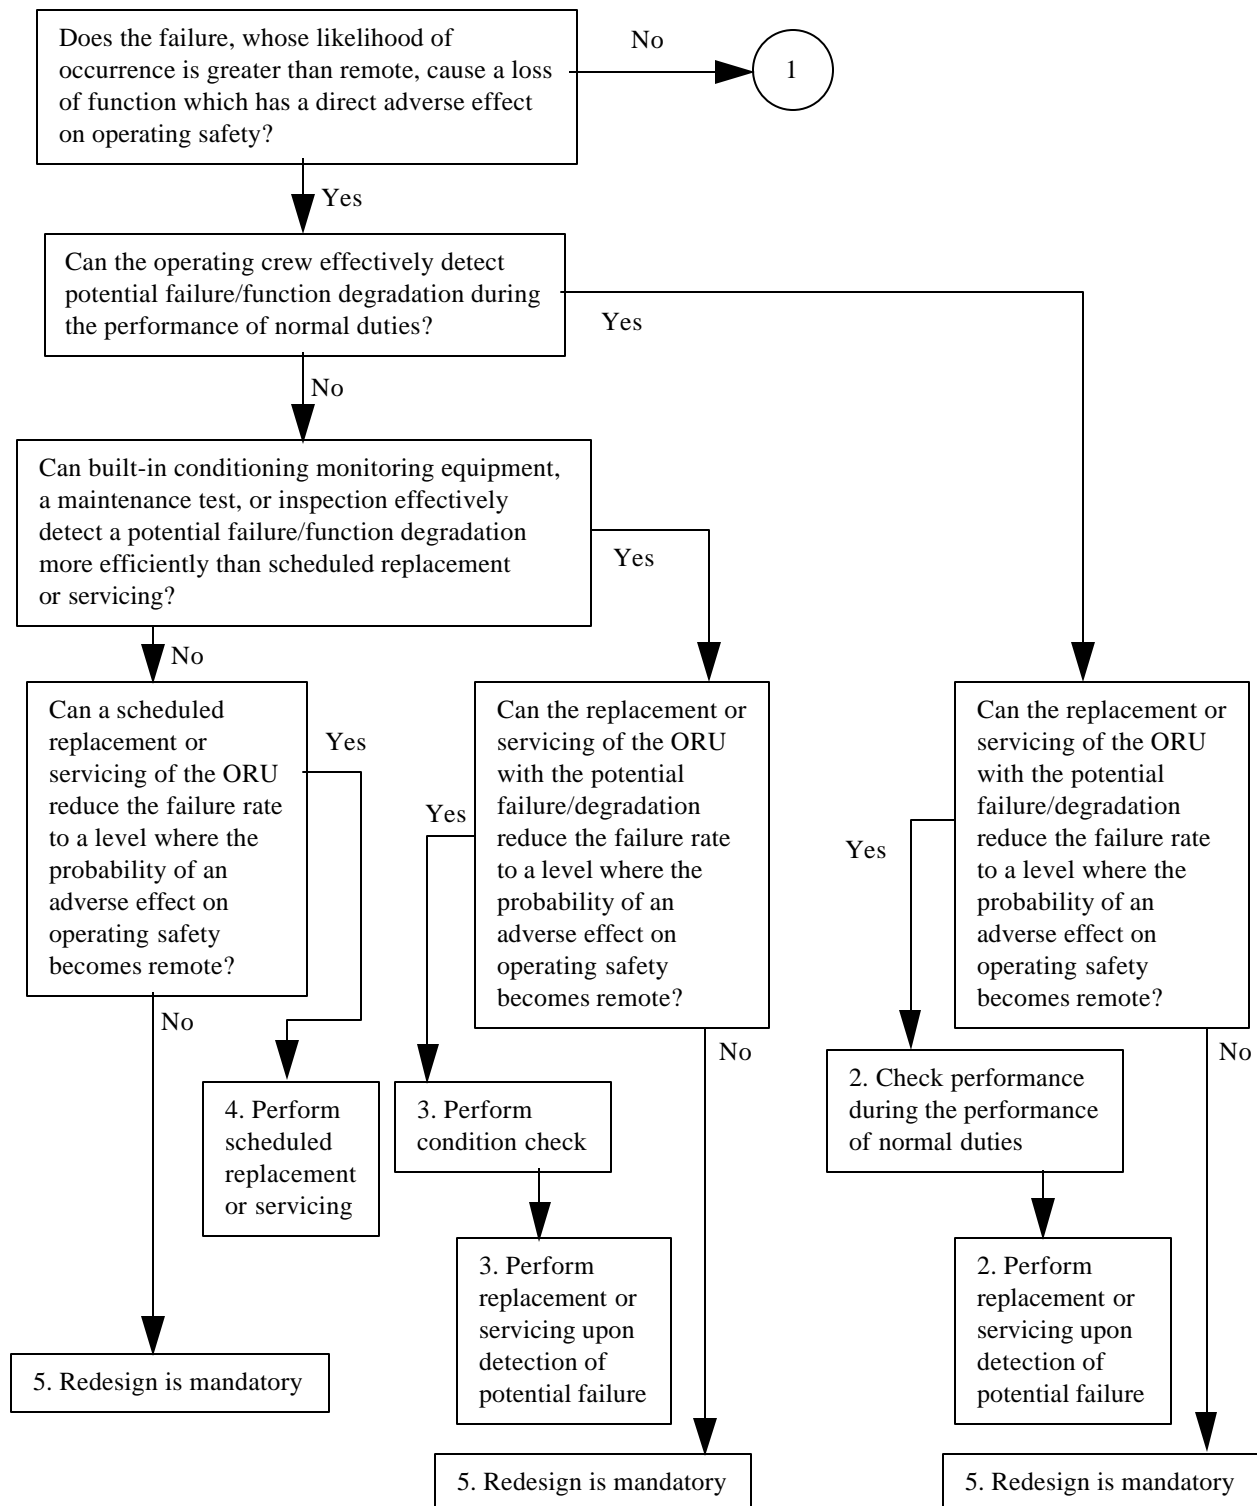 Does the failure, whose likelihood of
occurrence is greater than remote, cause a loss
of function which has a direct adverse effect
on operating safety?
No
1
Yes
Can the operating crew effectively detect
potential failure/function degradation during
the performance of normal duties?
Yes
No
Can built-in conditioning monitoring equipment,
a maintenance test, or inspection effectively
detect a potential failure/function degradation
more efficiently than scheduled replacement
or servicing?
Yes
No
Can a scheduled
replacement or
servicing of the ORU
reduce the failure rate
to a level where the
probability of an
adverse effect on
operating safety
becomes remote?
Yes
No
Can the replacement or
servicing of the ORU
with the potential
failure/degradation
reduce the failure rate
to a level where the
probability of an
adverse effect on
operating safety
becomes remote?
Yes
No
Can the replacement or
servicing of the ORU
with the potential
failure/degradation
reduce the failure rate
to a level where the
probability of an
adverse effect on
operating safety
becomes remote?
Yes
No
4. Perform
scheduled
replacement
or servicing
3. Perform
condition check
2. Check performance
during the performance
of normal duties
3. Perform
replacement or
servicing upon
detection of
potential failure
2. Perform
replacement or
servicing upon
detection of
potential failure
5. Redesign is mandatory
5. Redesign is mandatory
5. Redesign is mandatory